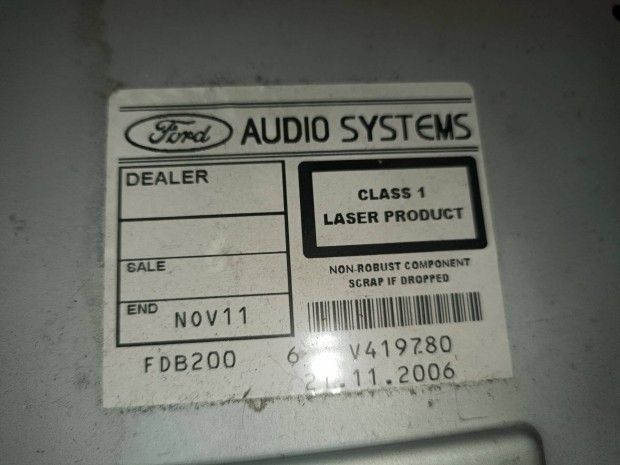 Ford AUDIO SYSTEMS
DEALER
CLASS 1
LASER PRODUCT
SALE
NON-ROBUST COMPONENT
SCRAP IF DROPPED
END NOV11
FDB200 6 V419780
21.11.2006